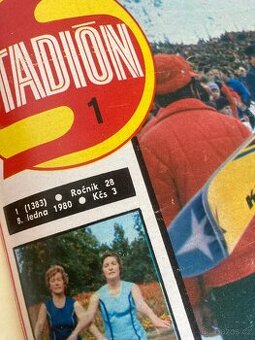 STADIÓN
1
1 (1383) ● Ročník 28
8. ledna 1980 ● Kčs 3